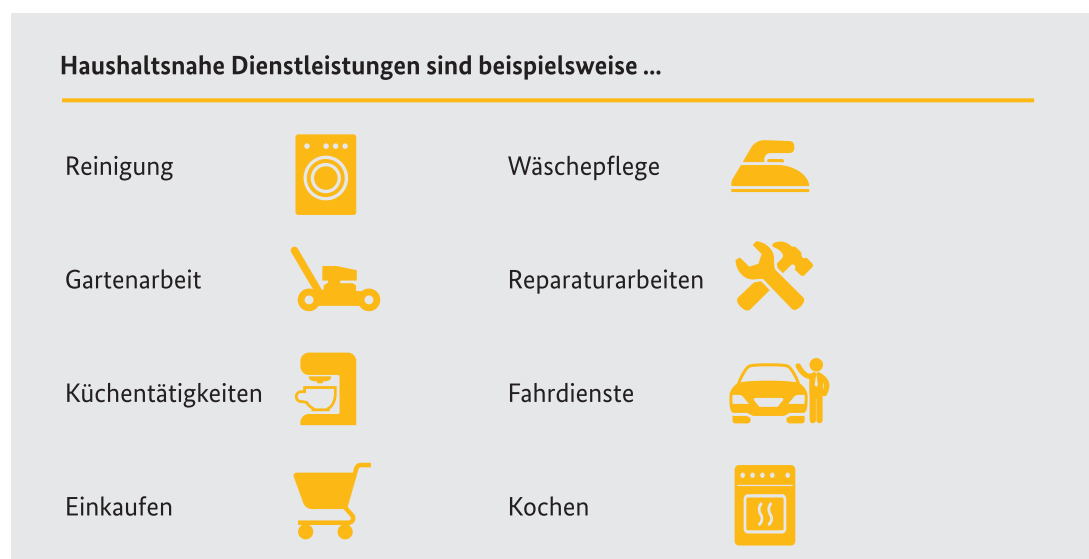 Haushaltsnahe Dienstleistungen sind beispielsweise ...
Reinigung
Wäschepflege
Gartenarbeit
Reparaturarbeiten
Küchentätigkeiten
Fahrdienste
Einkaufen
Kochen